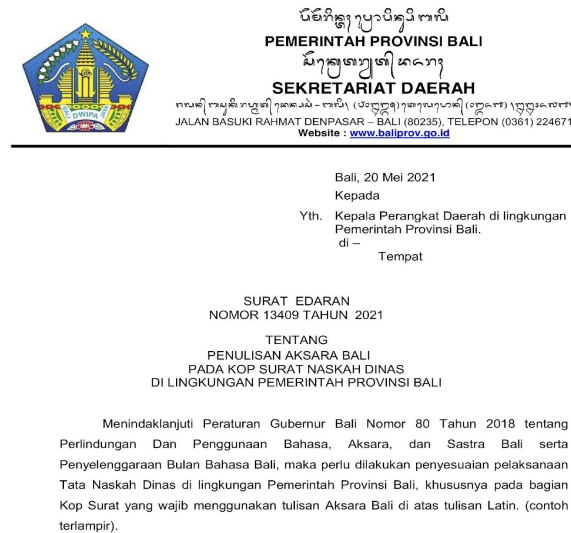 PEMERINTAH PROVINSI BALI
SEKRETARIAT DAERAH
BALI DWIPA JAYA
JALAN BASUKI RAHMAT DENPASAR – BALI (80235), TELEPON (0361) 224671
Website : www.baliprov.go.id
Bali, 20 Mei 2021
Kepada
Yth. Kepala Perangkat Daerah di lingkungan
Pemerintah Provinsi Bali.
di –
Tempat
SURAT EDARAN
NOMOR 13409 TAHUN 2021
TENTANG
PENULISAN AKSARA BALI
PADA KOP SURAT NASKAH DINAS
DI LINGKUNGAN PEMERINTAH PROVINSI BALI
Menindaklanjuti Peraturan Gubernur Bali Nomor 80 Tahun 2018 tentang
Perlindungan Dan Penggunaan Bahasa, Aksara, dan Sastra Bali serta
Penyelenggaraan Bulan Bahasa Bali, maka perlu dilakukan penyesuaian pelaksanaan
Tata Naskah Dinas di lingkungan Pemerintah Provinsi Bali, khususnya pada bagian
Kop Surat yang wajib menggunakan tulisan Aksara Bali di atas tulisan Latin. (contoh
terlampir).